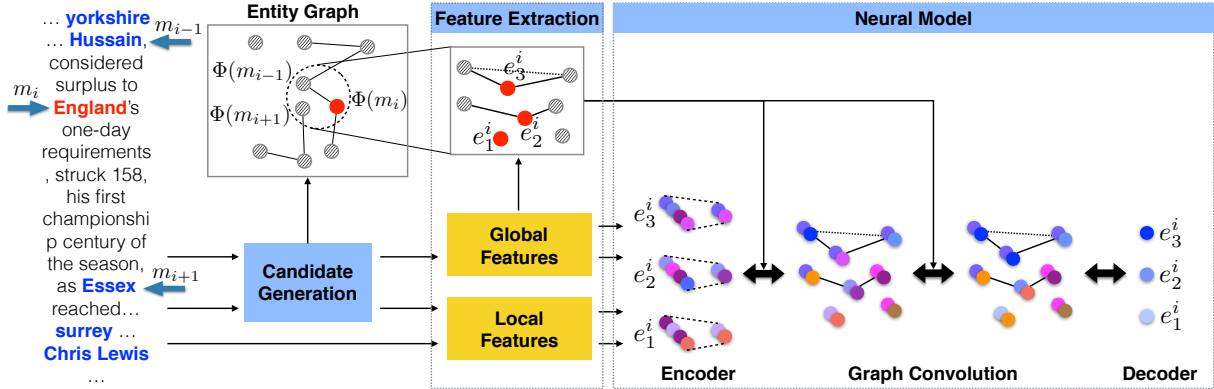 … yorkshire
… Hussain,
considered
surplus to
England's
one-day
requirements
, struck 158,
his first
championshi
p century of
the season,
as Essex
reached…
surrey …
Chris Lewis
…
m_{i−1}
m_i
m_{i+1}
Entity Graph
Φ(m_{i−1})
Φ(m_i)
Φ(m_{i+1})
Candidate
Generation
Feature Extraction
e_3^i
e_2^i
e_1^i
Global
Features
Local
Features
Neural Model
e_3^i
e_2^i
e_1^i
e_3^i
e_2^i
e_1^i
Encoder
Graph Convolution
Decoder